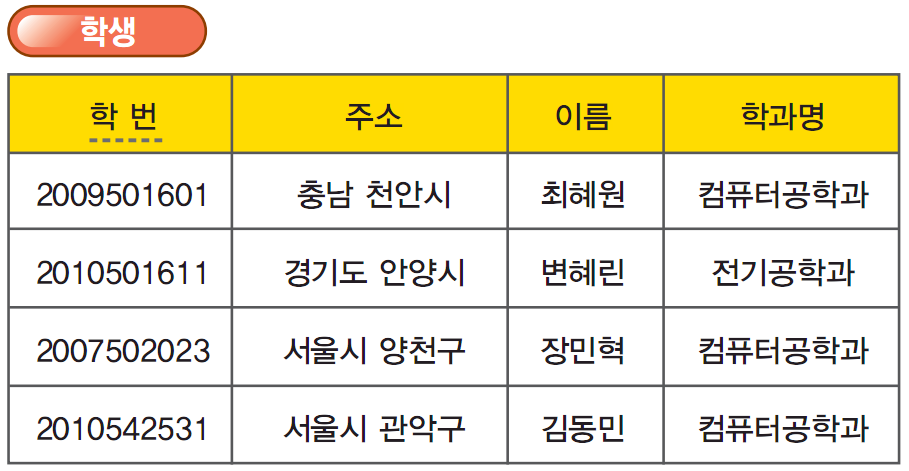 학생
학 번 주소 이름 학과명
2009501601 충남 천안시 최혜원 컴퓨터공학과
2010501611 경기도 안양시 변혜린 전기공학과
2007502023 서울시 양천구 장민혁 컴퓨터공학과
2010542531 서울시 관악구 김동민 컴퓨터공학과